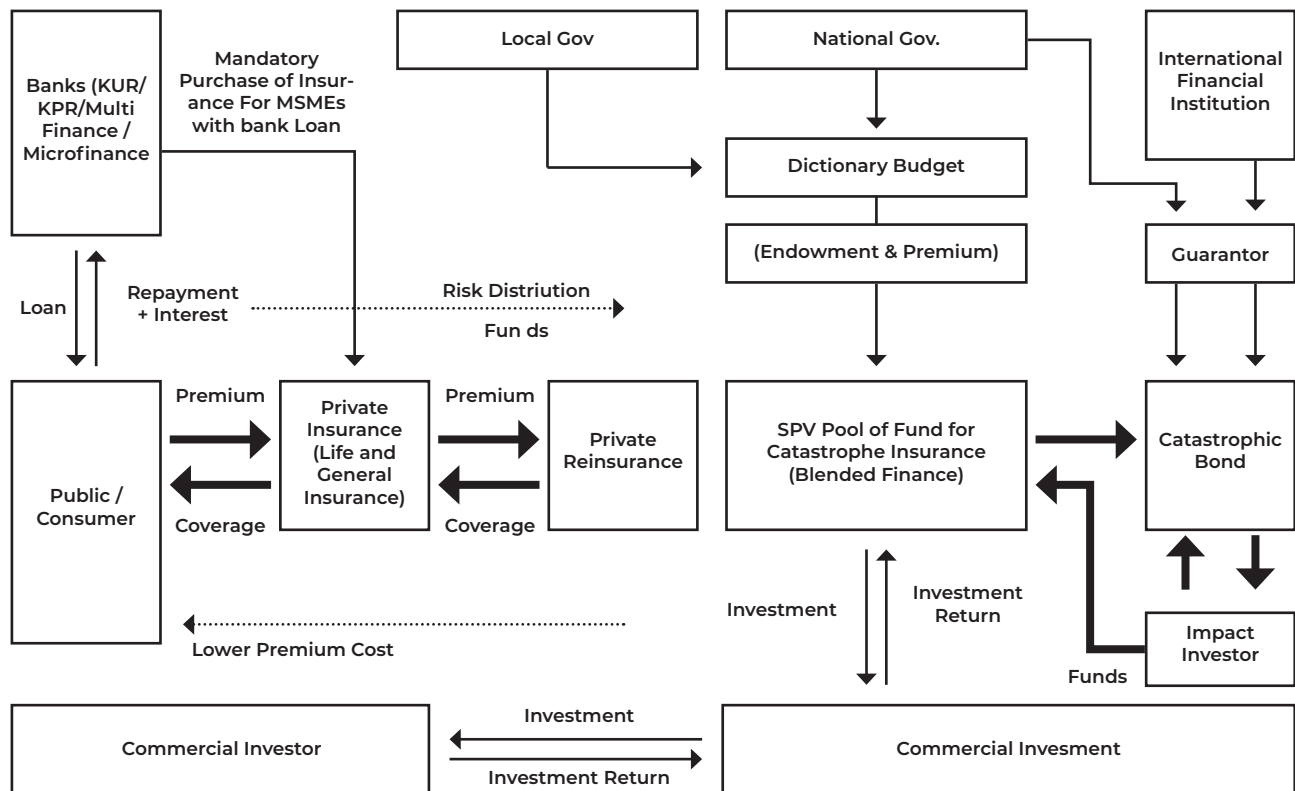 Local Gov
National Gov.
International
Financial
Institution
Banks (KUR/
KPR/Multi
Finance /
Microfinance
Mandatory
Purchase of Insur-
ance For MSMEs
with bank Loan
Dictionary Budget
(Endowment & Premium)
Guarantor
Loan
Repayment
+ Interest
Risk Distriution
Fun ds
Public /
Consumer
Premium
Coverage
Private
Insurance
(Life and
General
Insurance)
Premium
Coverage
Private
Reinsurance
SPV Pool of Fund for
Catastrophe Insurance
(Blended Finance)
Catastrophic
Bond
Lower Premium Cost
Investment
Investment
Return
Funds
Impact
Investor
Commercial Investor
Investment
Investment Return
Commercial Invesment